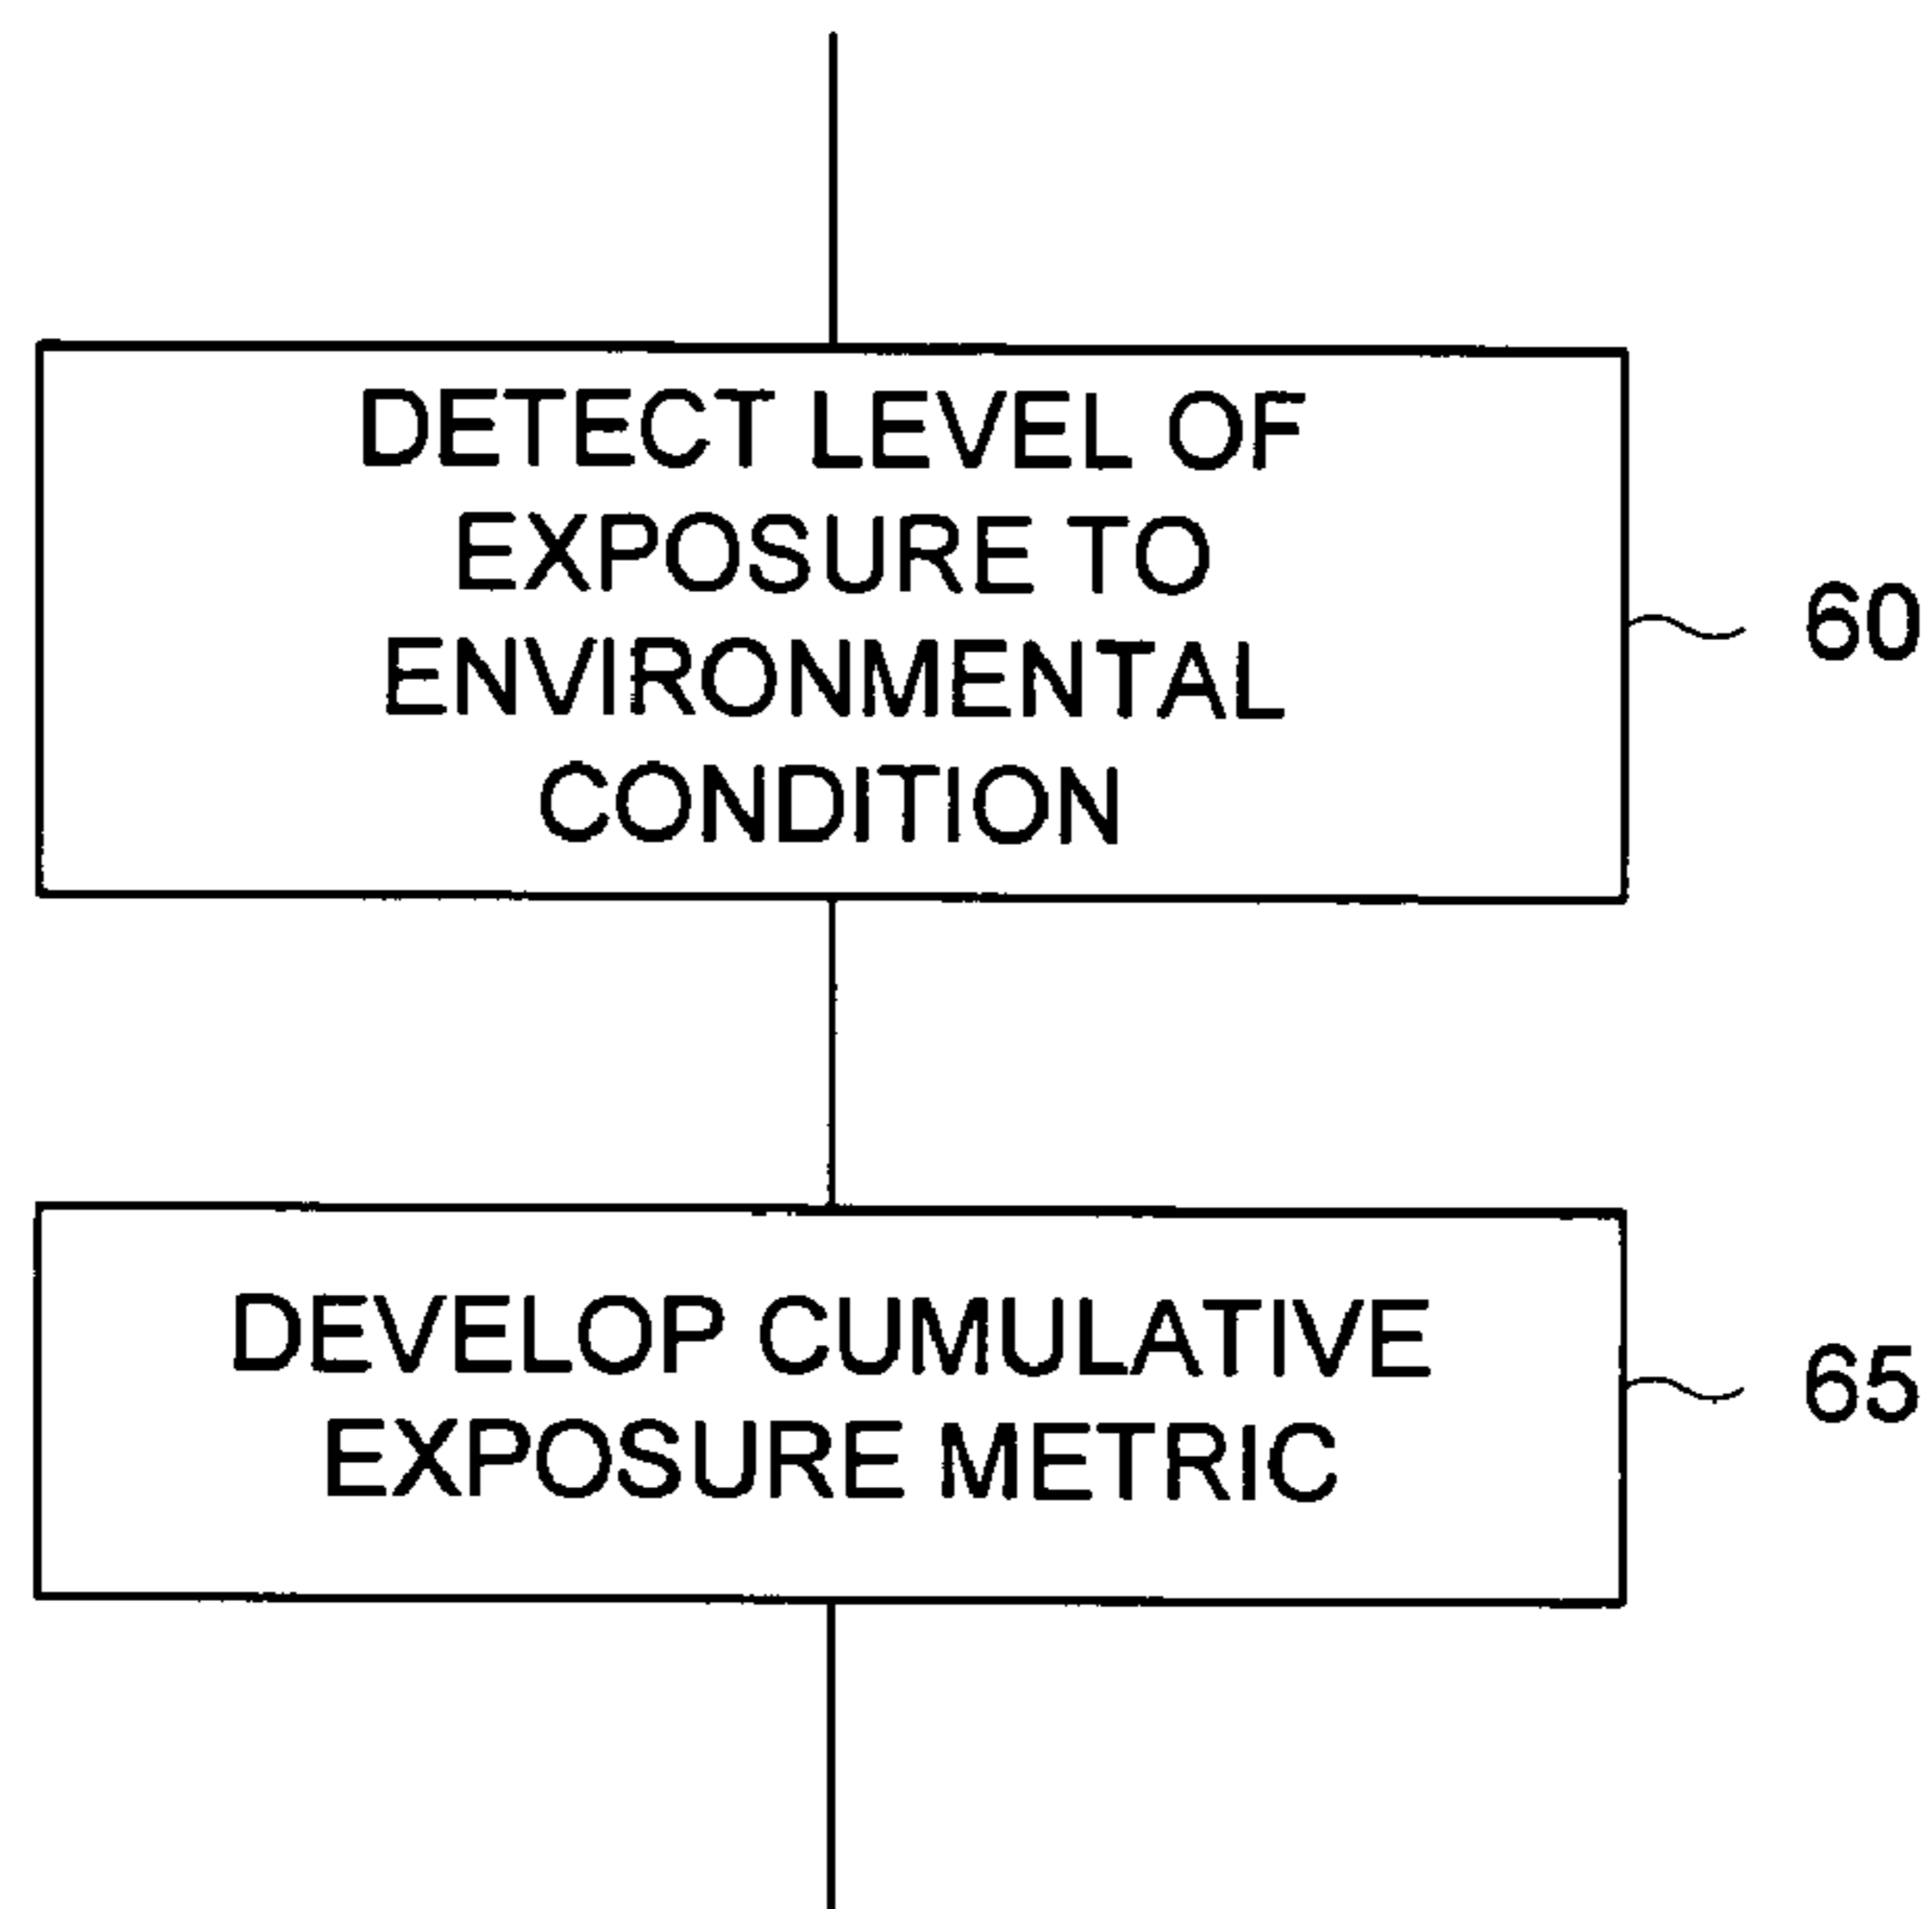 DETECT LEVEL OF
EXPOSURE TO
ENVIRONMENTAL
CONDITION
60
DEVELOP CUMULATIVE
EXPOSURE METRIC
65